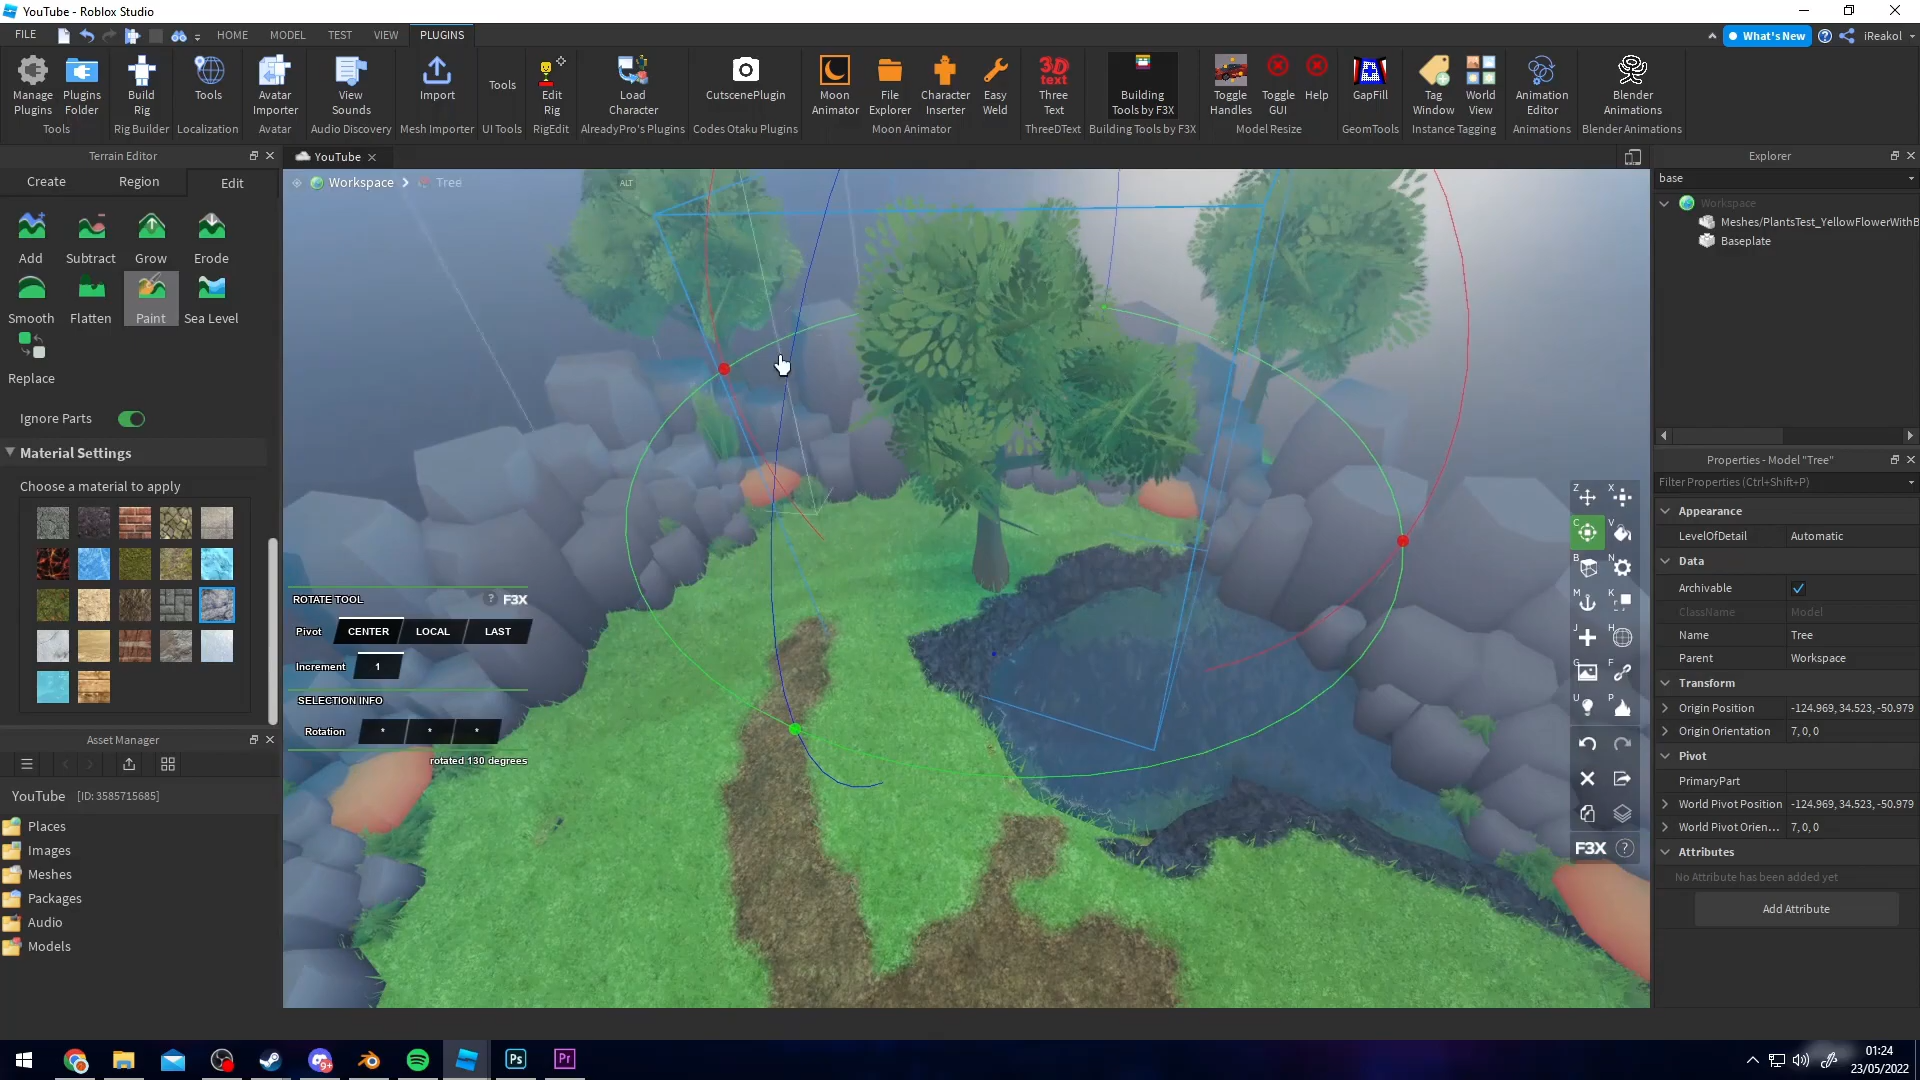 YouTube - Roblox Studio
FILE HOME MODEL TEST VIEW PLUGINS What's New iReakol
Manage Plugins
Plugins Folder
Build Rig
Tools
Avatar Importer
View Sounds
Import
Tools
Edit Rig
Load Character
CutscenePlugin
Moon Animator
File Explorer
Character Inserter
Easy Weld
3D text
Three Text
Building Tools by F3X
Toggle Handles
Toggle GUI
Help
GapFill
Tag Window
World View
Animation Editor
Blender Animations
Tools Rig Builder Localization Avatar Audio Discovery Mesh Importer UI Tools RigEdit AlreadyPro's Plugins Codes Otaku Plugins Moon Animator ThreeDText Building Tools by F3X Model Resize GeomTools Instance Tagging Animations Blender Animations
Terrain Editor
Create Region Edit
Add Subtract Grow Erode
Smooth Flatten Paint Sea Level
Replace
Ignore Parts
Material Settings
Choose a material to apply
Asset Manager
YouTube [ID: 3585715685]
Places
Images
Meshes
Packages
Audio
Models
YouTube
Workspace Tree
ALT
ROTATE TOOL ? F3X
Pivot CENTER LOCAL LAST
Increment 1
SELECTION INFO
Rotation * * *
rotated 130 degrees
Z X
C V
B N
M K
J H
G F
U P
F3X ?
Explorer
base
Workspace
Meshes/PlantsTest_YellowFlowerWithB
Baseplate
Properties - Model "Tree"
Filter Properties (Ctrl+Shift+P)
Appearance
LevelOfDetail Automatic
Data
Archivable
ClassName Model
Name Tree
Parent Workspace
Transform
Origin Position -124.969, 34.523, -50.979
Origin Orientation 7, 0, 0
Pivot
PrimaryPart
World Pivot Position -124.969, 34.523, -50.979
World Pivot Orien... 7, 0, 0
Attributes
No Attribute has been added yet
Add Attribute
9+
Ps
Pr
01:24
23/05/2022